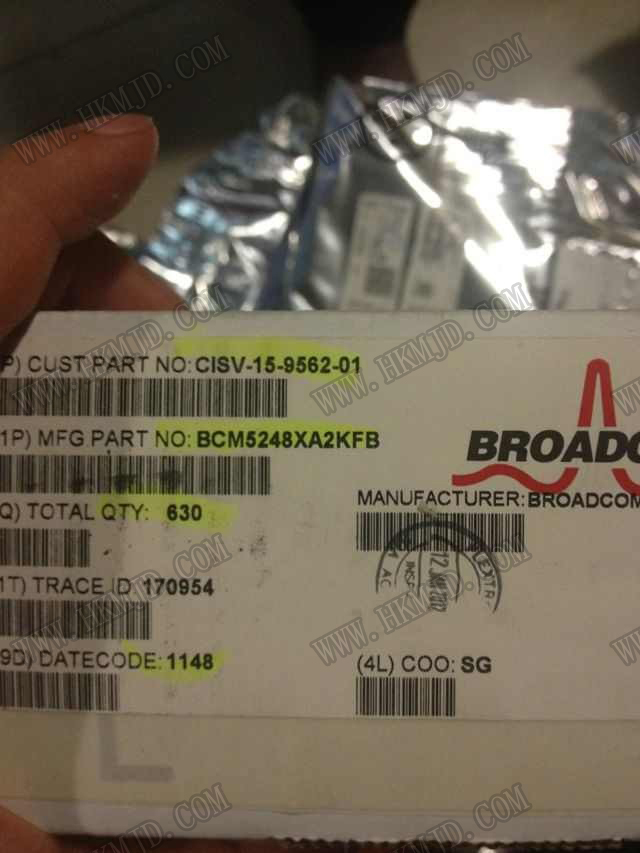 P) CUST PART NO: CISV-15-9562-01
1P) MFG PART NO: BCM5248XA2KFB
BROADC
Q) TOTAL QTY: 630
MANUFACTURER: BROADCOM
1T) TRACE ID: 170954
9D) DATECODE: 1148
(4L) COO: SG
WWW.HKMJD.COM